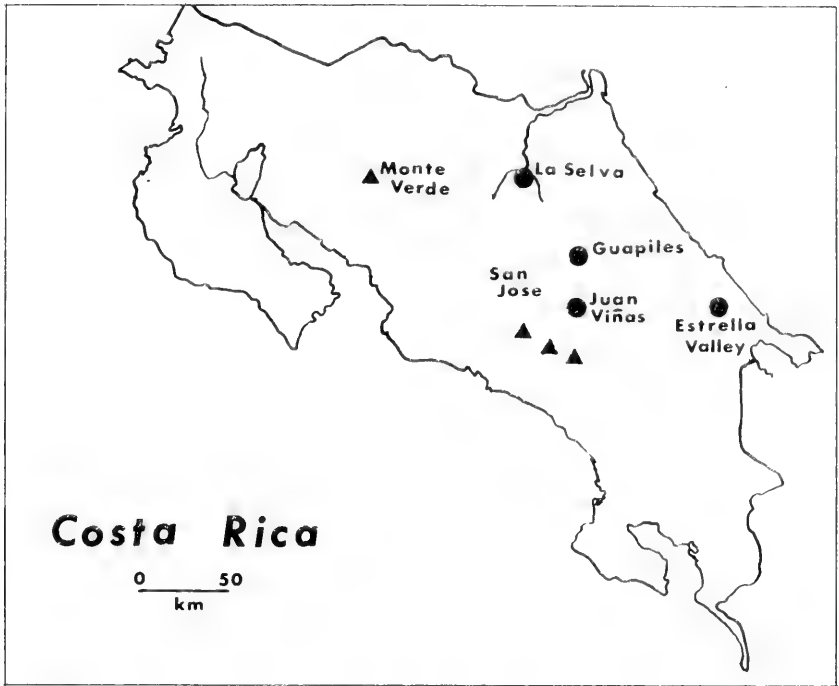 Monte
Verde
La Selva
Guapiles
San
Jose
Juan
Viñas
Estrella
Valley
Costa Rica
0 50
km